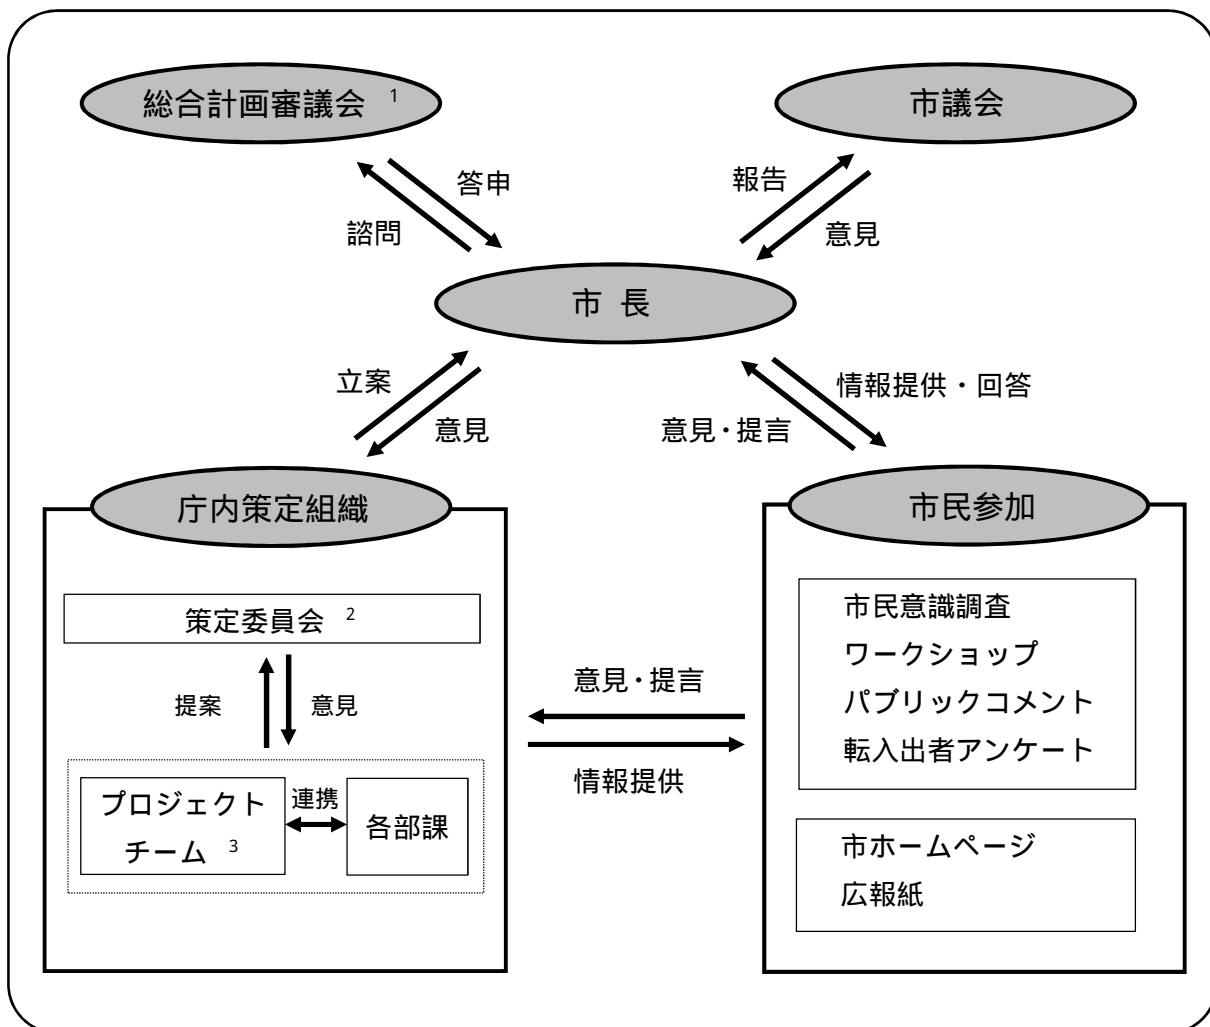 総合計画審議会 1
市議会
答申
諮問
報告
意見
市 長
立案
意見
情報提供・回答
意見・提言
庁内策定組織
策定委員会 2
提案
意見
プロジェクト
チーム 3
連携
各部課
意見・提言
情報提供
市民参加
市民意識調査
ワークショップ
パブリックコメント
転入出者アンケート
市ホームページ
広報紙